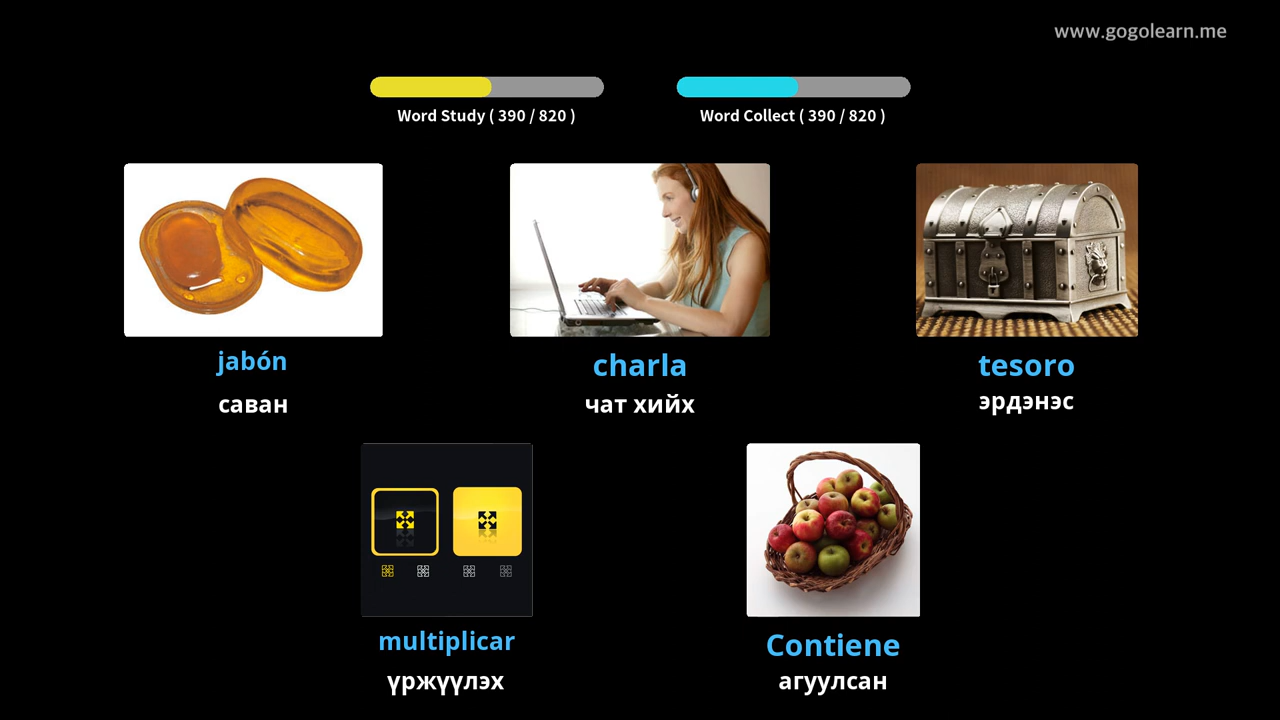 www.gogolearn.me
Word Study ( 390 / 820 )
Word Collect ( 390 / 820 )
jabón
саван
charla
чат хийх
tesoro
эрдэнэс
multiplicar
үржүүлэх
Contiene
агуулсан